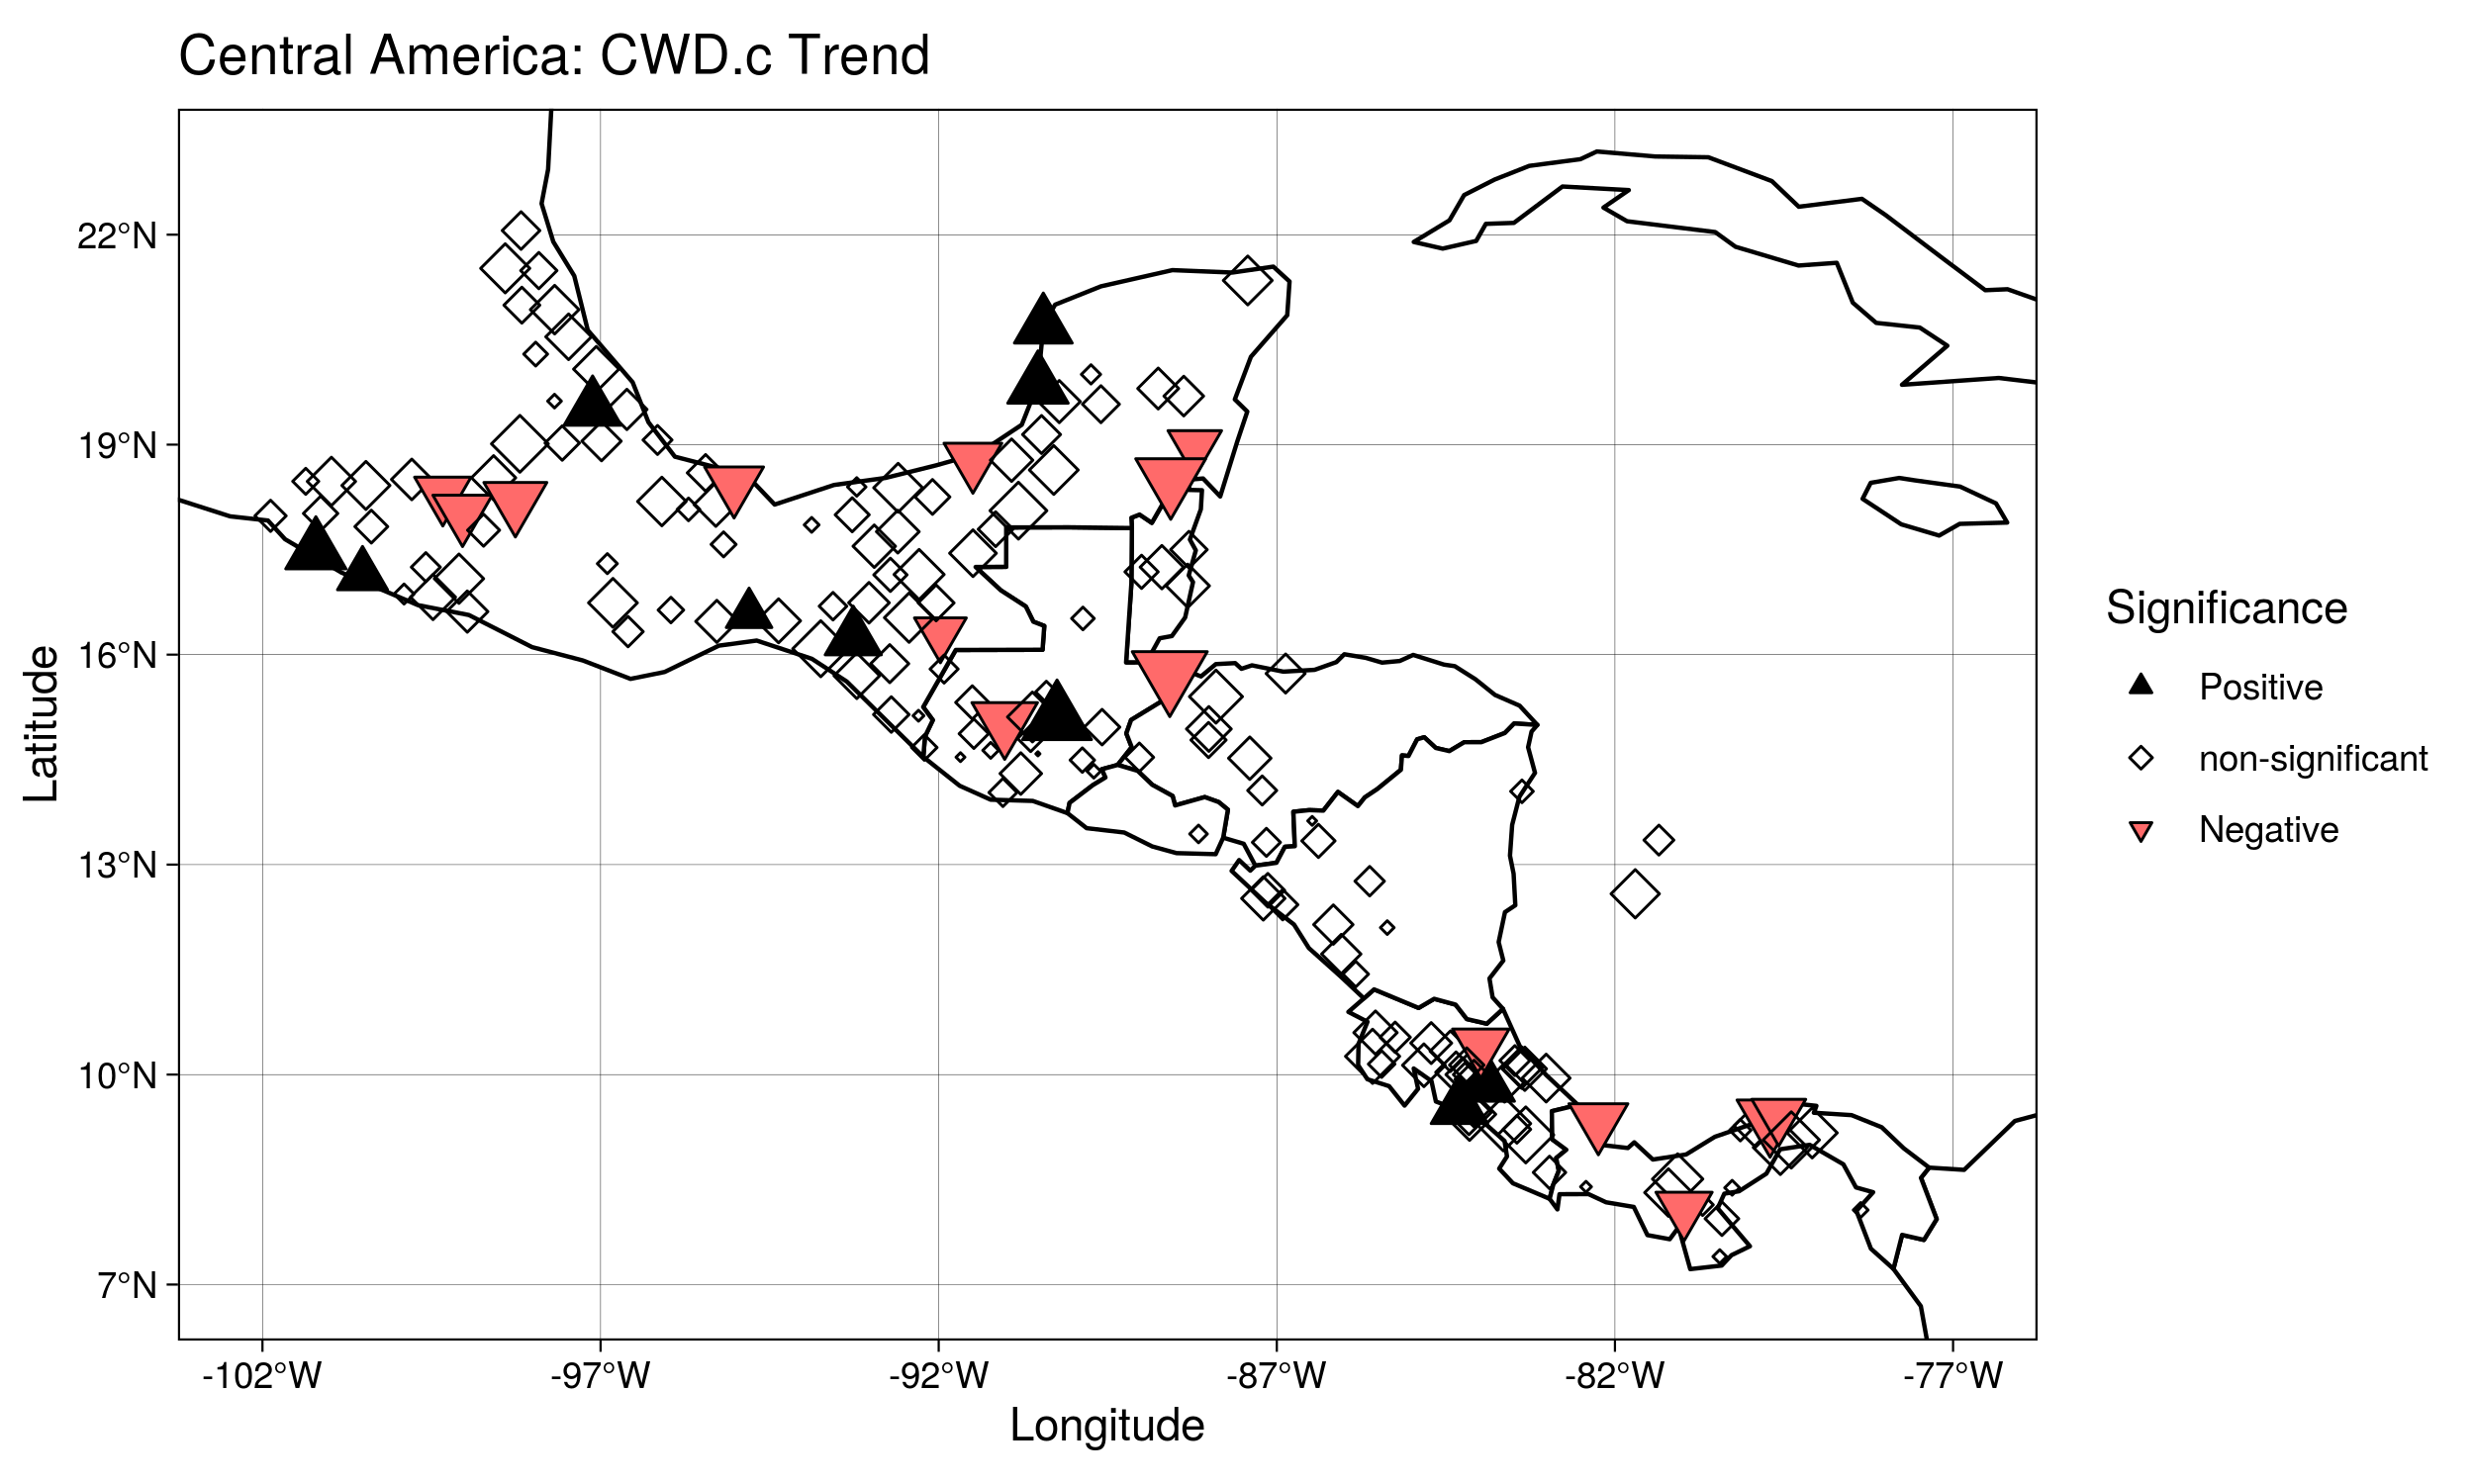 Central America: CWD.c Trend
22°N
19°N
16°N
13°N
10°N
7°N
Latitude
-102°W
-97°W
-92°W
-87°W
-82°W
-77°W
Longitude
Significance
Positive
non-significant
Negative